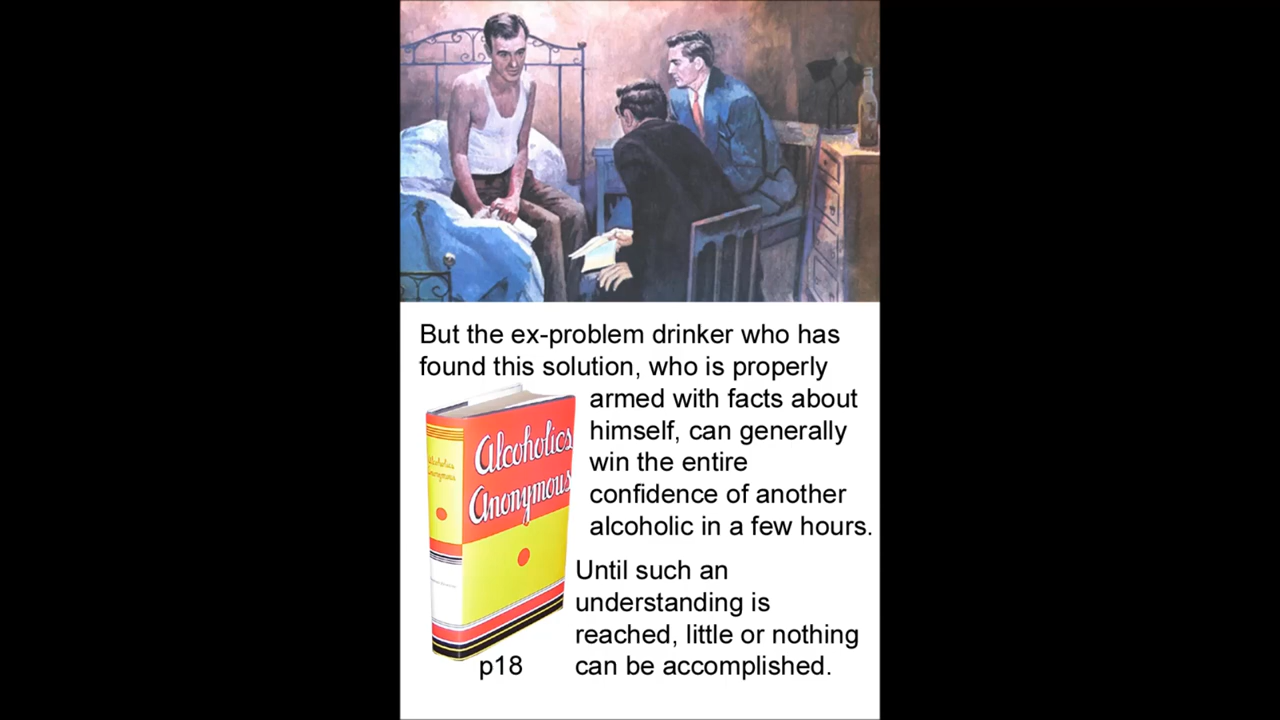 But the ex-problem drinker who has
found this solution, who is properly
armed with facts about
himself, can generally
win the entire
confidence of another
alcoholic in a few hours.
Until such an
understanding is
reached, little or nothing
can be accomplished.
Alcoholics
Anonymous
Alcoholics
Anonymous
p18